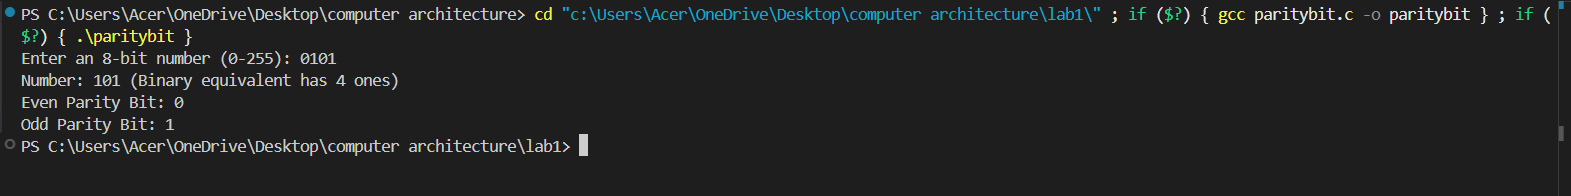 PS C:\Users\Acer\OneDrive\Desktop\computer architecture> cd "c:\Users\Acer\OneDrive\Desktop\computer architecture\lab1\" ; if ($?) { gcc paritybit.c -o paritybit } ; if (
$?) { .\paritybit }
Enter an 8-bit number (0-255): 0101
Number: 101 (Binary equivalent has 4 ones)
Even Parity Bit: 0
Odd Parity Bit: 1
PS C:\Users\Acer\OneDrive\Desktop\computer architecture\lab1>